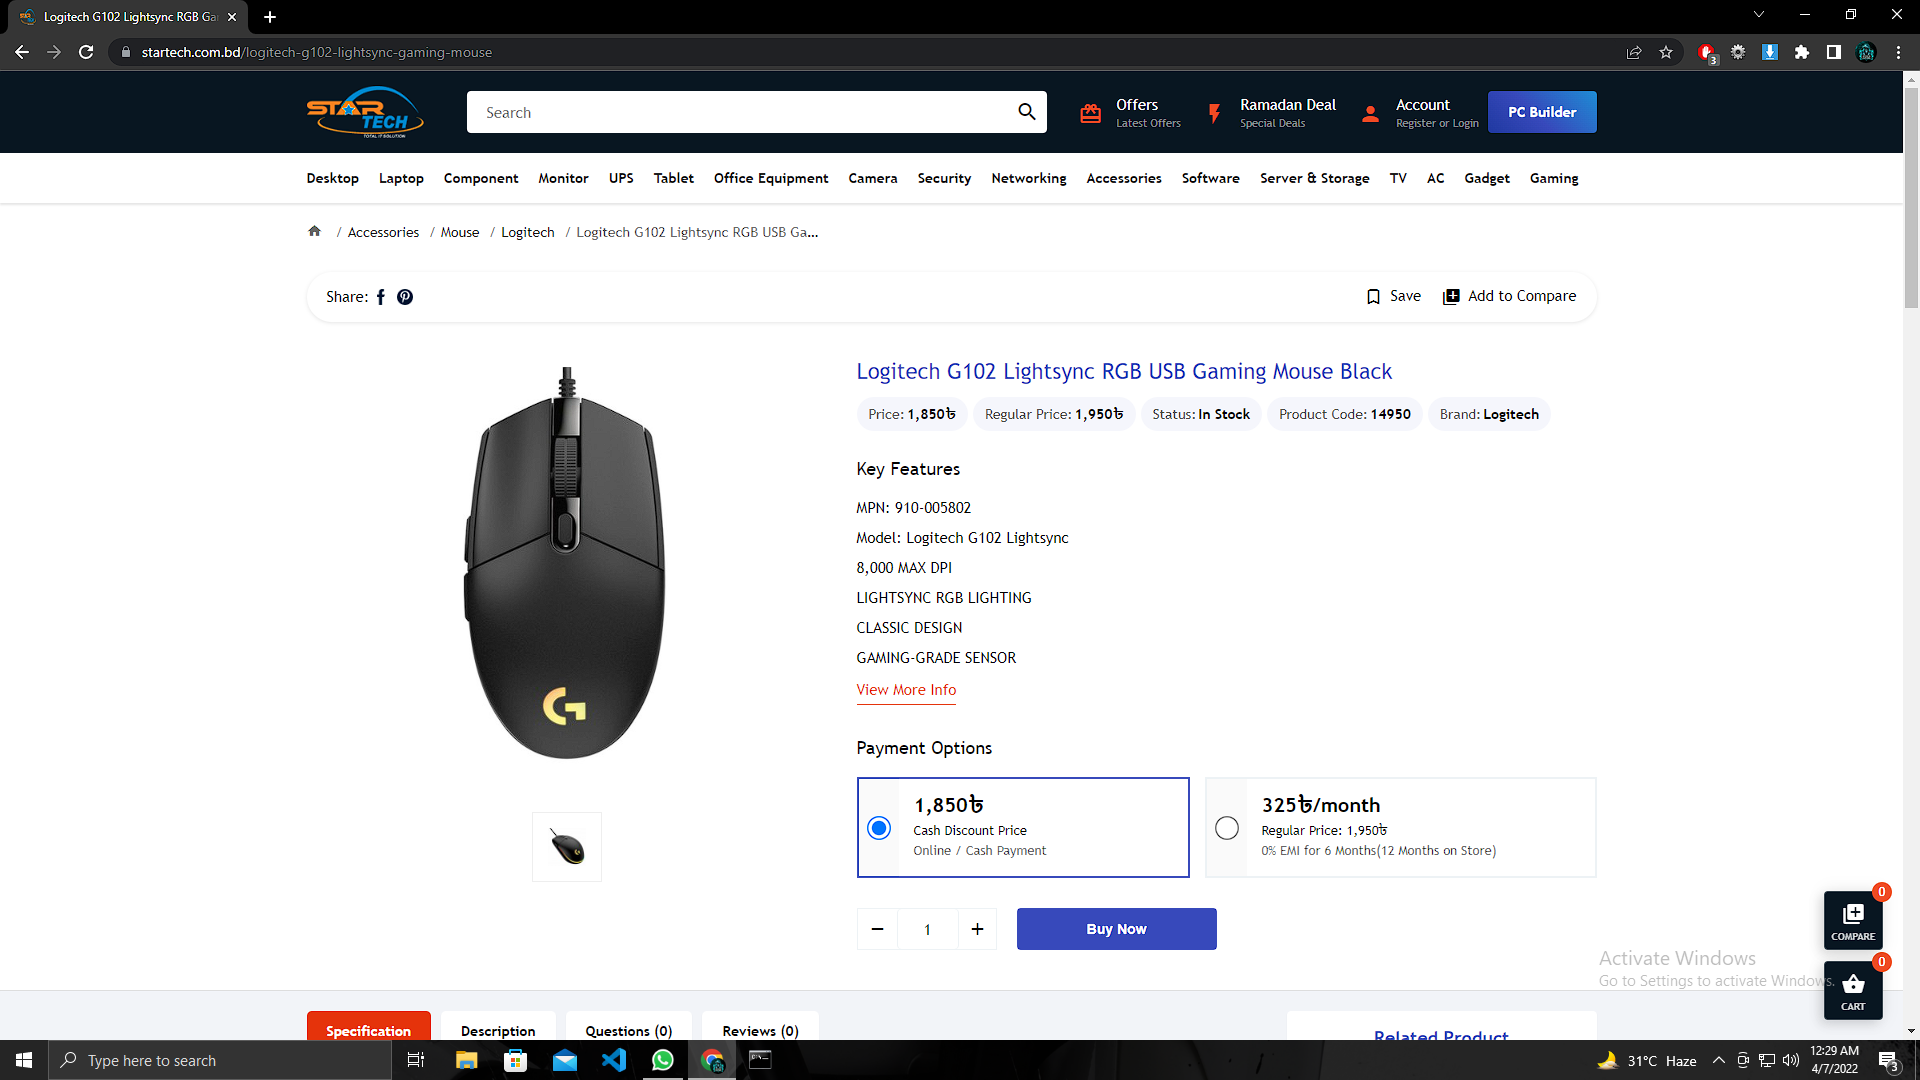 Logitech G102 Lightsync RGB Ga
startech.com.bd/logitech-g102-lightsync-gaming-mouse
3
STAR TECH
TOTAL IT SOLUTION
Search
Offers
Latest Offers
Ramadan Deal
Special Deals
Account
Register or Login
PC Builder
Desktop Laptop Component Monitor UPS Tablet Office Equipment Camera Security Networking Accessories Software Server & Storage TV AC Gadget Gaming
/ Accessories / Mouse / Logitech / Logitech G102 Lightsync RGB USB Ga...
Share:
Save
Add to Compare
Logitech G102 Lightsync RGB USB Gaming Mouse Black
Price: 1,850৳ Regular Price: 1,950৳ Status: In Stock Product Code: 14950 Brand: Logitech
Key Features
MPN: 910-005802
Model: Logitech G102 Lightsync
8,000 MAX DPI
LIGHTSYNC RGB LIGHTING
CLASSIC DESIGN
GAMING-GRADE SENSOR
View More Info
Payment Options
1,850৳
Cash Discount Price
Online / Cash Payment
325৳/month
Regular Price: 1,950৳
0% EMI for 6 Months(12 Months on Store)
1
Buy Now
0
COMPARE
0
CART
Activate Windows
Go to Settings to activate Windows.
Specification Description Questions (0) Reviews (0)
Related Product
Type here to search
31°C Haze
12:29 AM
4/7/2022
3